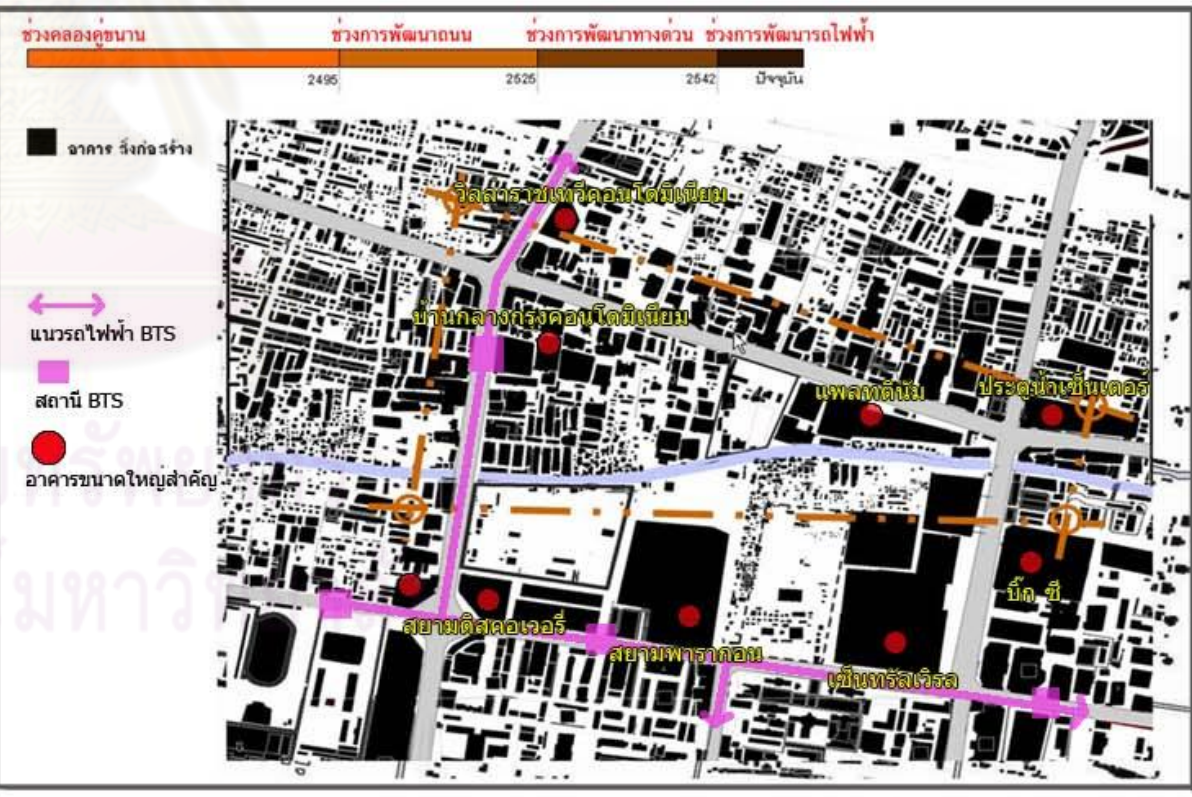 ช่วงคลองคู่ขนาน ช่วงการพัฒนาถนน ช่วงการพัฒนาทางด่วน ช่วงการพัฒนารถไฟฟ้า
2495 2525 2542 ปัจจุบัน
อาคาร สิ่งก่อสร้าง
แนวรถไฟฟ้า BTS
สถานี BTS
อาคารขนาดใหญ่สำคัญ
วิลลาราชเทวีคอนโดมิเนียม
บ้านกลางกรุงคอนโดมิเนียม
แพลทตินัม
ประตูน้ำเซ็นเตอร์
บิ๊ก ซี
สยามดิสคอเวอรี่
สยามพารากอน
เซ็นทรัลเวิรล